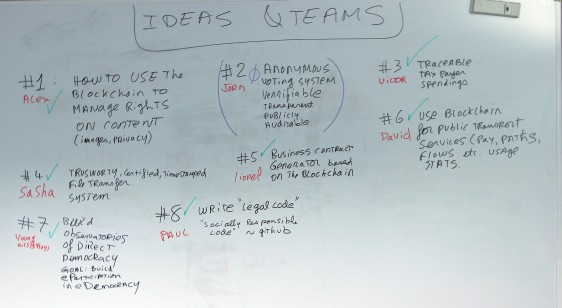 IDEAS & TEAMS
#1: HOW TO USE THE
Blockchain TO
MANAGE Rights
ON CONTENT
(images, privacy)
Alex
#2 ANONYMOUS
VOTING SYSTEM
Verifiable
Transparent
Publicly
Auditable
John
#3 TRACEABLE
TAX Payer
SPENDINGS
Victor
#4 TRUSWORTY, Certified, Timestamped
File Transfer
System
SaSha
#5 Business contract
Generator based
ON The Blockchain
Lionel
#6 USE Blockchain
for Public Transport
Services (Pay, PATHS,
Flows etc. usage
STATS.
David
#7 Build
observatories
of Direct
Democracy
GOAL: Build
eParticipation
in eDemocracy
#8 WRITE "Legal code"
"Socially Responsible
code" ~ github
PAUL